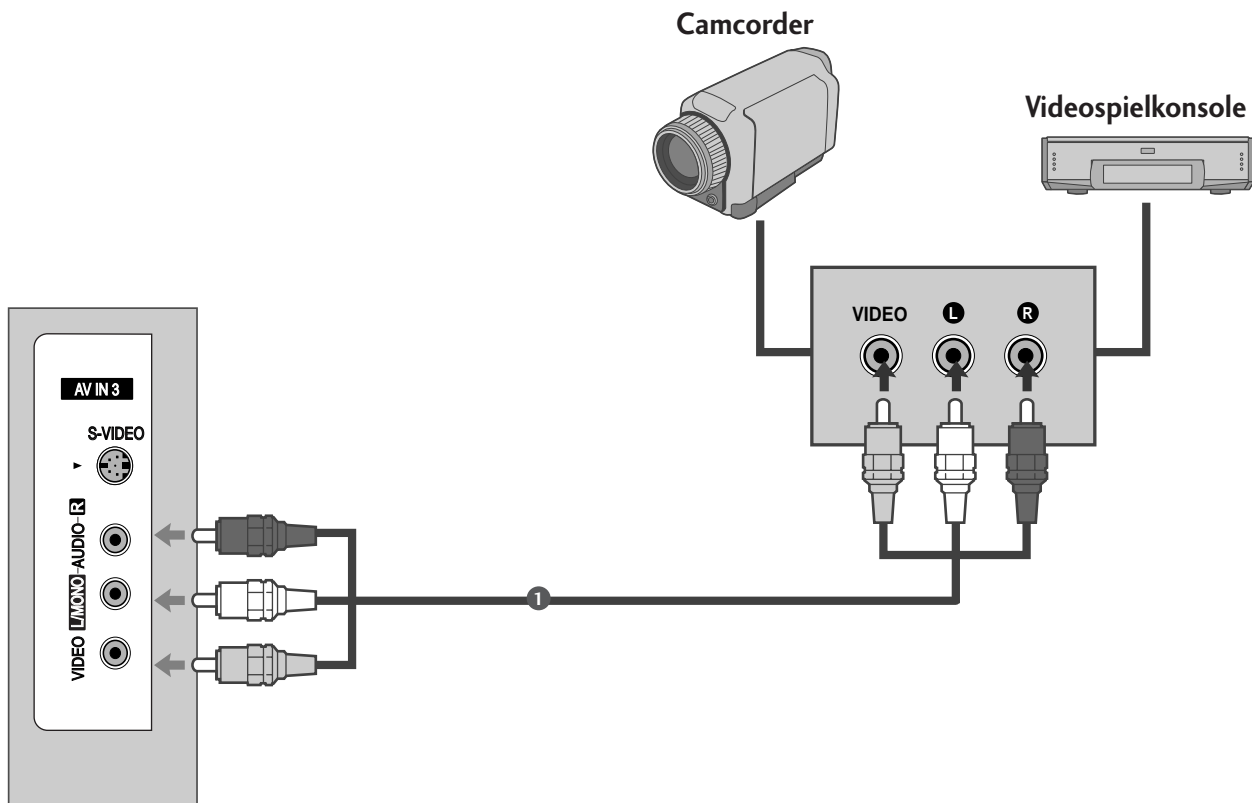 Camcorder
Videospielkonsole
VIDEO L R
AV IN 3
S-VIDEO
VIDEO L/MONO-AUDIO-R
1